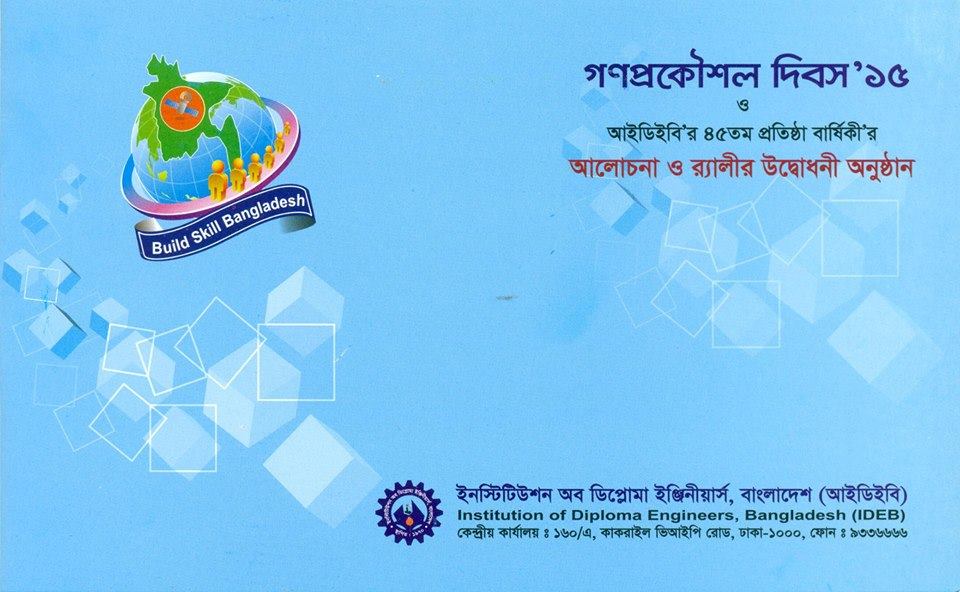 Build Skill Bangladesh
গণপ্রকৌশল দিবস'১৫
ও
আইডিইবি'র ৪৫তম প্রতিষ্ঠা বার্ষিকী'র
আলোচনা ও র‍্যালীর উদ্বোধনী অনুষ্ঠান
ইনস্টিটিউশন অব ডিপ্লোমা ইঞ্জিনীয়ার্স, বাংলাদেশ (আইডিইবি)
Institution of Diploma Engineers, Bangladesh (IDEB)
কেন্দ্রীয় কার্যালয় ঃ ১৬০/এ, কাকরাইল ভিআইপি রোড, ঢাকা-১০০০, ফোন ঃ ৯৩৩৬৬৬৬